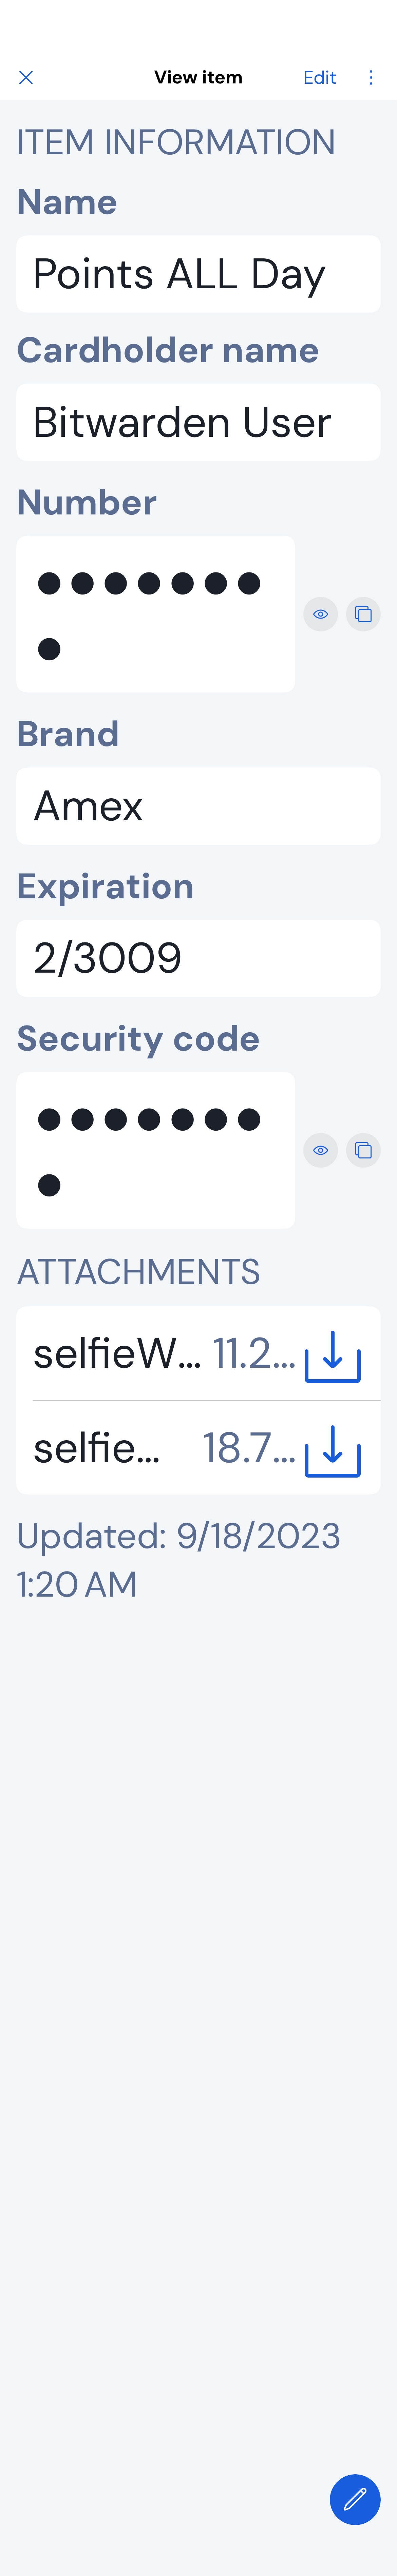 View item
Edit
ITEM INFORMATION
Name
Points ALL Day
Cardholder name
Bitwarden User
Number
●●●●●●●
●
Brand
Amex
Expiration
2/3009
Security code
●●●●●●●
●
ATTACHMENTS
selfieW... 11.2...
selfie... 18.7...
Updated: 9/18/2023
1:20 AM